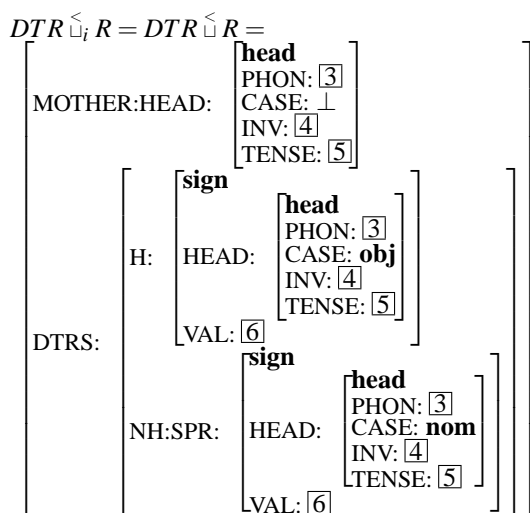 DTR ⊔̆ᵢ R = DTR ⊔̆ R =
head
PHON: 3
MOTHER:HEAD: CASE: ⊥
INV: 4
TENSE: 5
sign
head
PHON: 3
H: HEAD: CASE: obj
INV: 4
TENSE: 5
VAL: 6
DTRS:
sign
head
PHON: 3
NH:SPR: HEAD: CASE: nom
INV: 4
TENSE: 5
VAL: 6